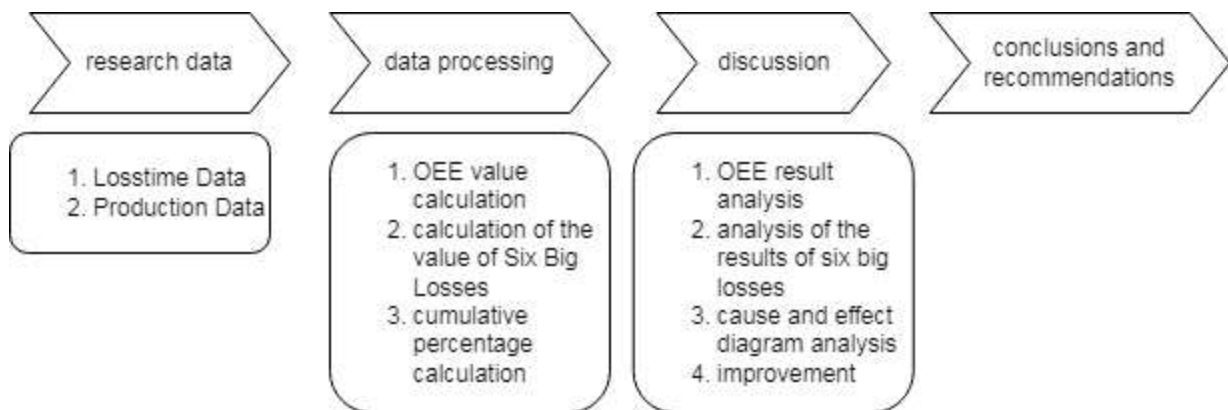 research data
data processing
discussion
conclusions and
recommendations
1. Losstime Data
2. Production Data
1. OEE value
calculation
2. calculation of the
value of Six Big
Losses
3. cumulative
percentage
calculation
1. OEE result
analysis
2. analysis of the
results of six big
losses
3. cause and effect
diagram analysis
4. improvement